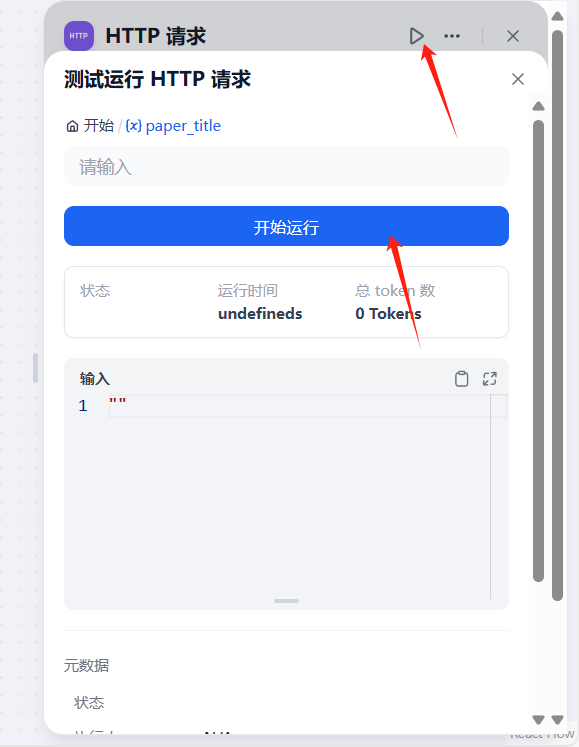 HTTP HTTP 请求
测试运行 HTTP 请求
开始 / {x} paper_title
请输入
开始运行
状态 运行时间 总 token 数
undefineds 0 Tokens
输入
1 ""
元数据
状态
React Flow